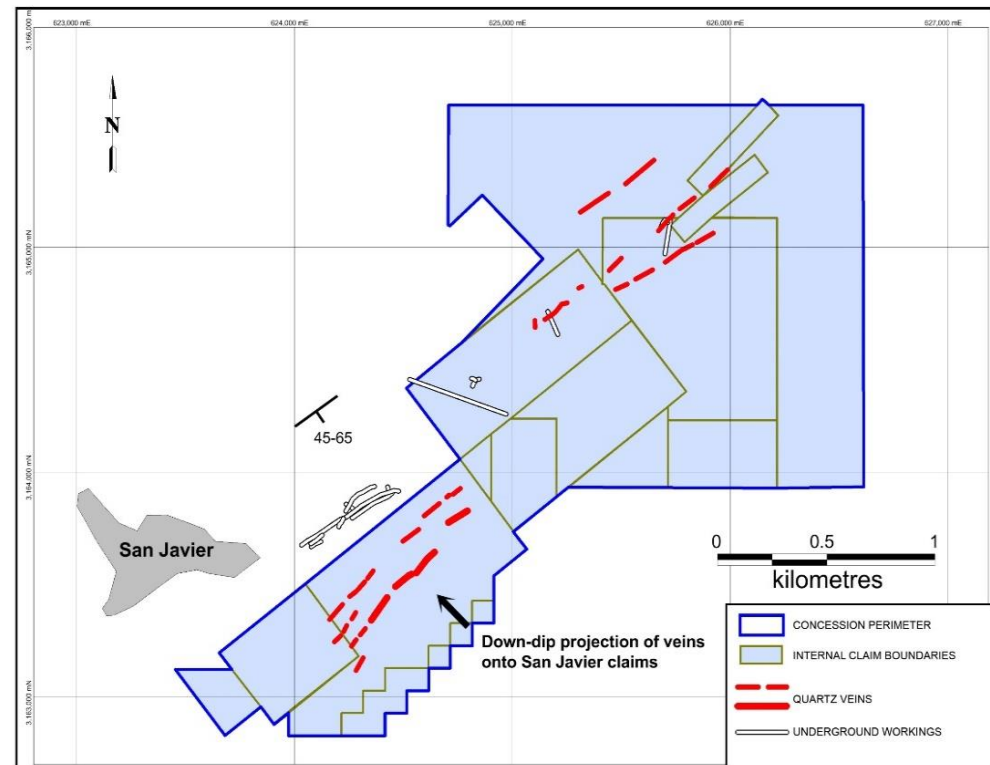 623,000 mE
624,000 mE
625,000 mE
626,000 mE
627,000 mE
3,166,000 mN
N
3,165,000 mN
45-65
3,164,000 mN
San Javier
0 0.5 1
kilometres
Down-dip projection of veins
onto San Javier claims
3,163,000 mN
LEGEND
CONCESSION PERIMETER
INTERNAL CLAIM BOUNDARIES
QUARTZ VEINS
UNDERGROUND WORKINGS